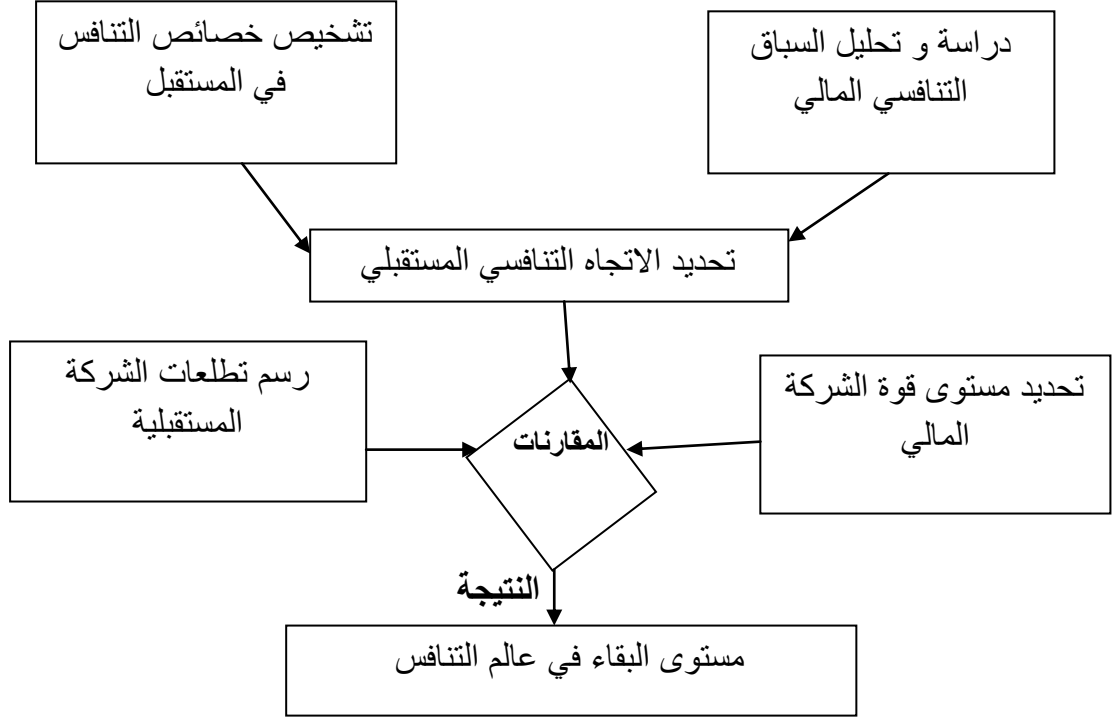 دراسة و تحليل السباق
التنافسي المالي
تشخيص خصائص التنافس
في المستقبل
تحديد الاتجاه التنافسي المستقبلي
تحديد مستوى قوة الشركة
المالي
رسم تطلعات الشركة
المستقبلية
المقارنات
النتيجة
مستوى البقاء في عالم التنافس